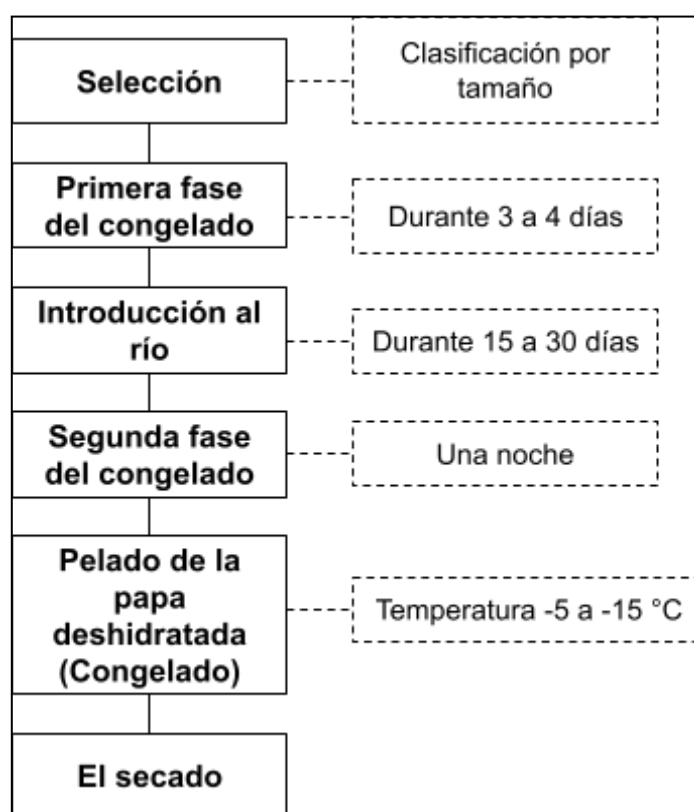 Selección
Clasificación por
tamaño
Primera fase
del congelado
Durante 3 a 4 días
Introducción al
río
Durante 15 a 30 días
Segunda fase
del congelado
Una noche
Pelado de la
papa
deshidratada
(Congelado)
Temperatura -5 a -15 °C
El secado